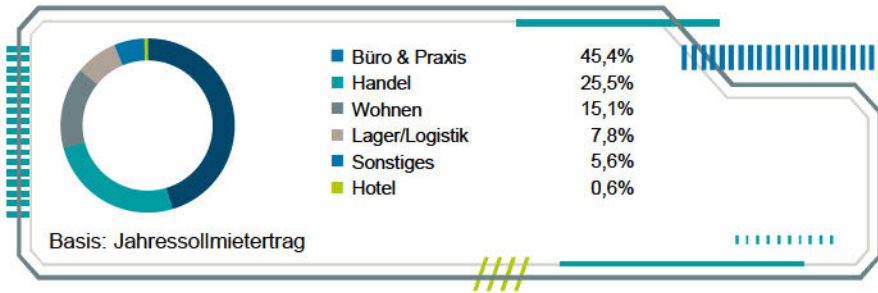 Büro & Praxis 45,4%
Handel 25,5%
Wohnen 15,1%
Lager/Logistik 7,8%
Sonstiges 5,6%
Hotel 0,6%
Basis: Jahressollmietertrag